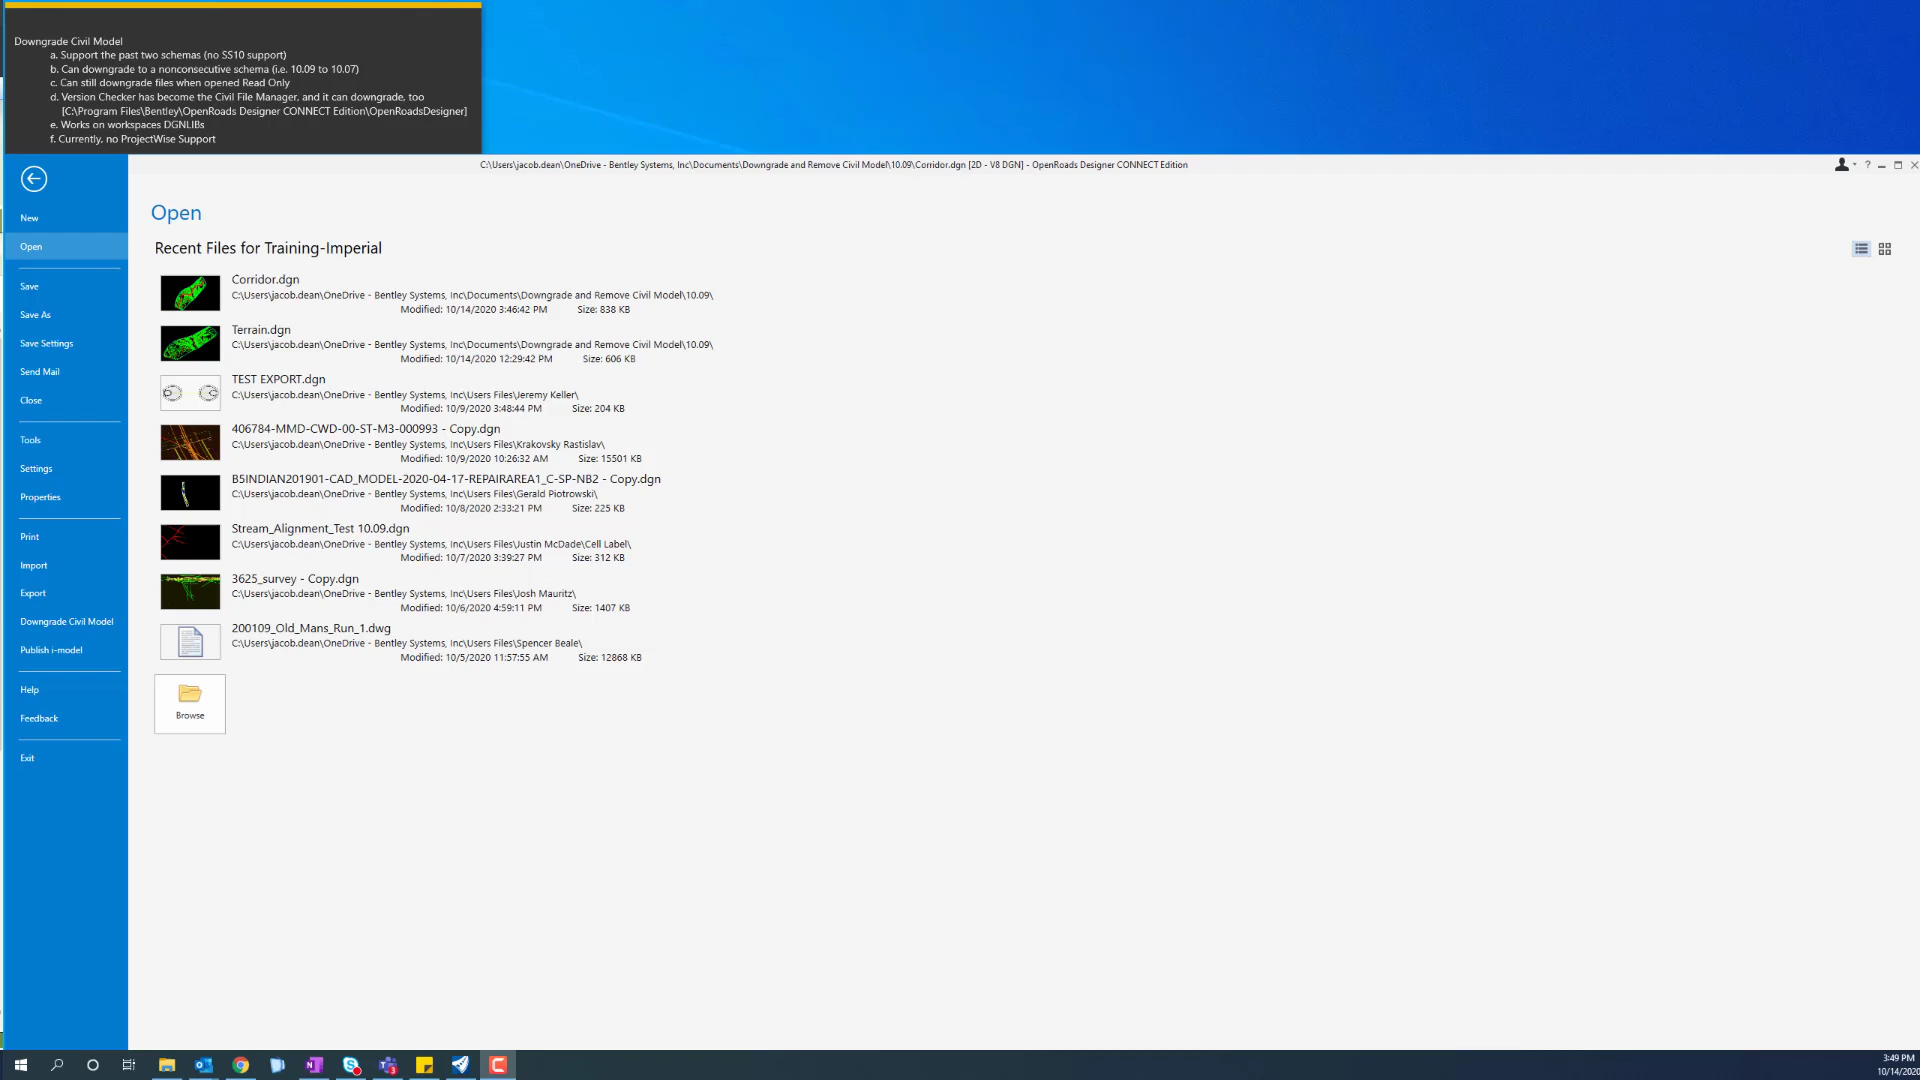 Downgrade Civil Model
a. Support the past two schemas (no SS10 support)
b. Can downgrade to a nonconsecutive schema (i.e. 10.09 to 10.07)
c. Can still downgrade files when opened Read Only
d. Version Checker has become the Civil File Manager, and it can downgrade, too
[C:\Program Files\Bentley\OpenRoads Designer CONNECT Edition\OpenRoadsDesigner]
e. Works on workspaces DGNLIBs
f. Currently, no ProjectWise Support
C:\Users\jacob.dean\OneDrive - Bentley Systems, Inc\Documents\Downgrade and Remove Civil Model\10.09\Corridor.dgn [2D - V8 DGN] - OpenRoads Designer CONNECT Edition
?
New
Open
Save
Save As
Save Settings
Send Mail
Close
Tools
Settings
Properties
Print
Import
Export
Downgrade Civil Model
Publish i-model
Help
Feedback
Exit
Open
Recent Files for Training-Imperial
Corridor.dgn
C:\Users\jacob.dean\OneDrive - Bentley Systems, Inc\Documents\Downgrade and Remove Civil Model\10.09\
Modified: 10/14/2020 3:46:42 PM Size: 838 KB
Terrain.dgn
C:\Users\jacob.dean\OneDrive - Bentley Systems, Inc\Documents\Downgrade and Remove Civil Model\10.09\
Modified: 10/14/2020 12:29:42 PM Size: 606 KB
TEST EXPORT.dgn
C:\Users\jacob.dean\OneDrive - Bentley Systems, Inc\Users Files\Jeremy Keller\
Modified: 10/9/2020 3:48:44 PM Size: 204 KB
406784-MMD-CWD-00-ST-M3-000993 - Copy.dgn
C:\Users\jacob.dean\OneDrive - Bentley Systems, Inc\Users Files\Krakovsky Rastislav\
Modified: 10/9/2020 10:26:32 AM Size: 15501 KB
B5INDIAN201901-CAD_MODEL-2020-04-17-REPAIRAREA1_C-SP-NB2 - Copy.dgn
C:\Users\jacob.dean\OneDrive - Bentley Systems, Inc\Users Files\Gerald Piotrowski\
Modified: 10/8/2020 2:33:21 PM Size: 225 KB
Stream_Alignment_Test 10.09.dgn
C:\Users\jacob.dean\OneDrive - Bentley Systems, Inc\Users Files\Justin McDade\Cell Label\
Modified: 10/7/2020 3:39:27 PM Size: 312 KB
3625_survey - Copy.dgn
C:\Users\jacob.dean\OneDrive - Bentley Systems, Inc\Users Files\Josh Mauritz\
Modified: 10/6/2020 4:59:11 PM Size: 1407 KB
200109_Old_Mans_Run_1.dwg
C:\Users\jacob.dean\OneDrive - Bentley Systems, Inc\Users Files\Spencer Beale\
Modified: 10/5/2020 11:57:55 AM Size: 12868 KB
Browse
3:49 PM
10/14/2020